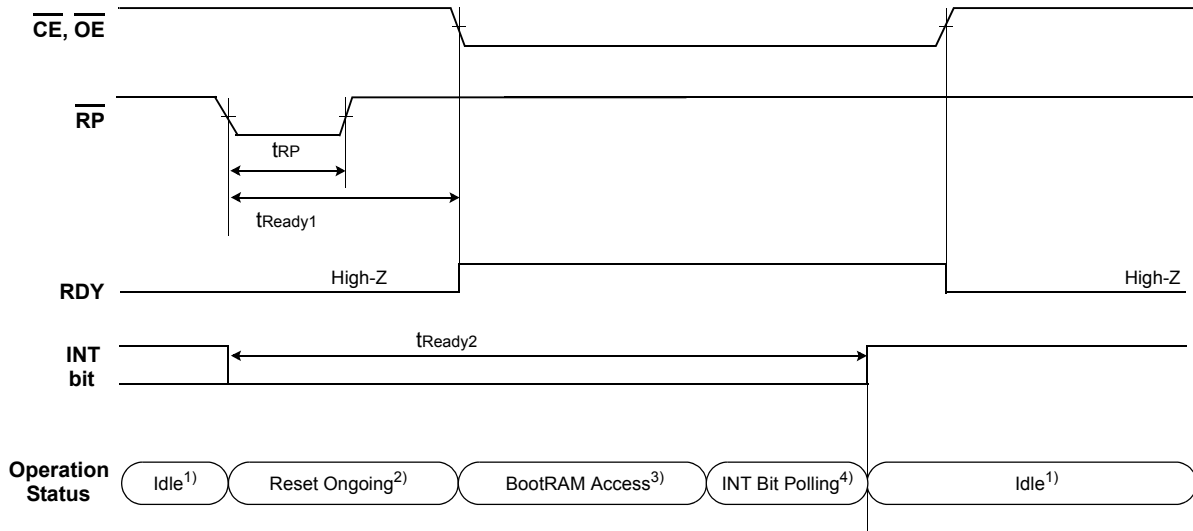 CE, OE
RP
tRP
tReady1
High-Z
High-Z
RDY
tReady2
INT
bit
Operation
Status
Idle1)
Reset Ongoing2)
BootRAM Access3)
INT Bit Polling4)
Idle1)